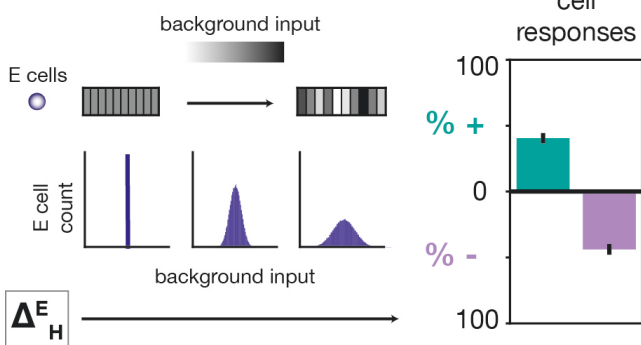 background input
E cells
E cell
count
background input
Δ^E_H
cell
responses
100
% +
0
% -
100